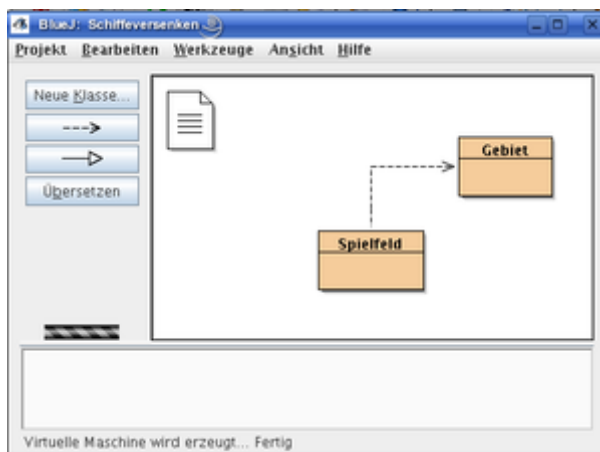 BlueJ: Schiffeversenken
Projekt Bearbeiten Werkzeuge Ansicht Hilfe
Neue Klasse...
Übersetzen
Gebiet
Spielfeld
Virtuelle Maschine wird erzeugt... Fertig